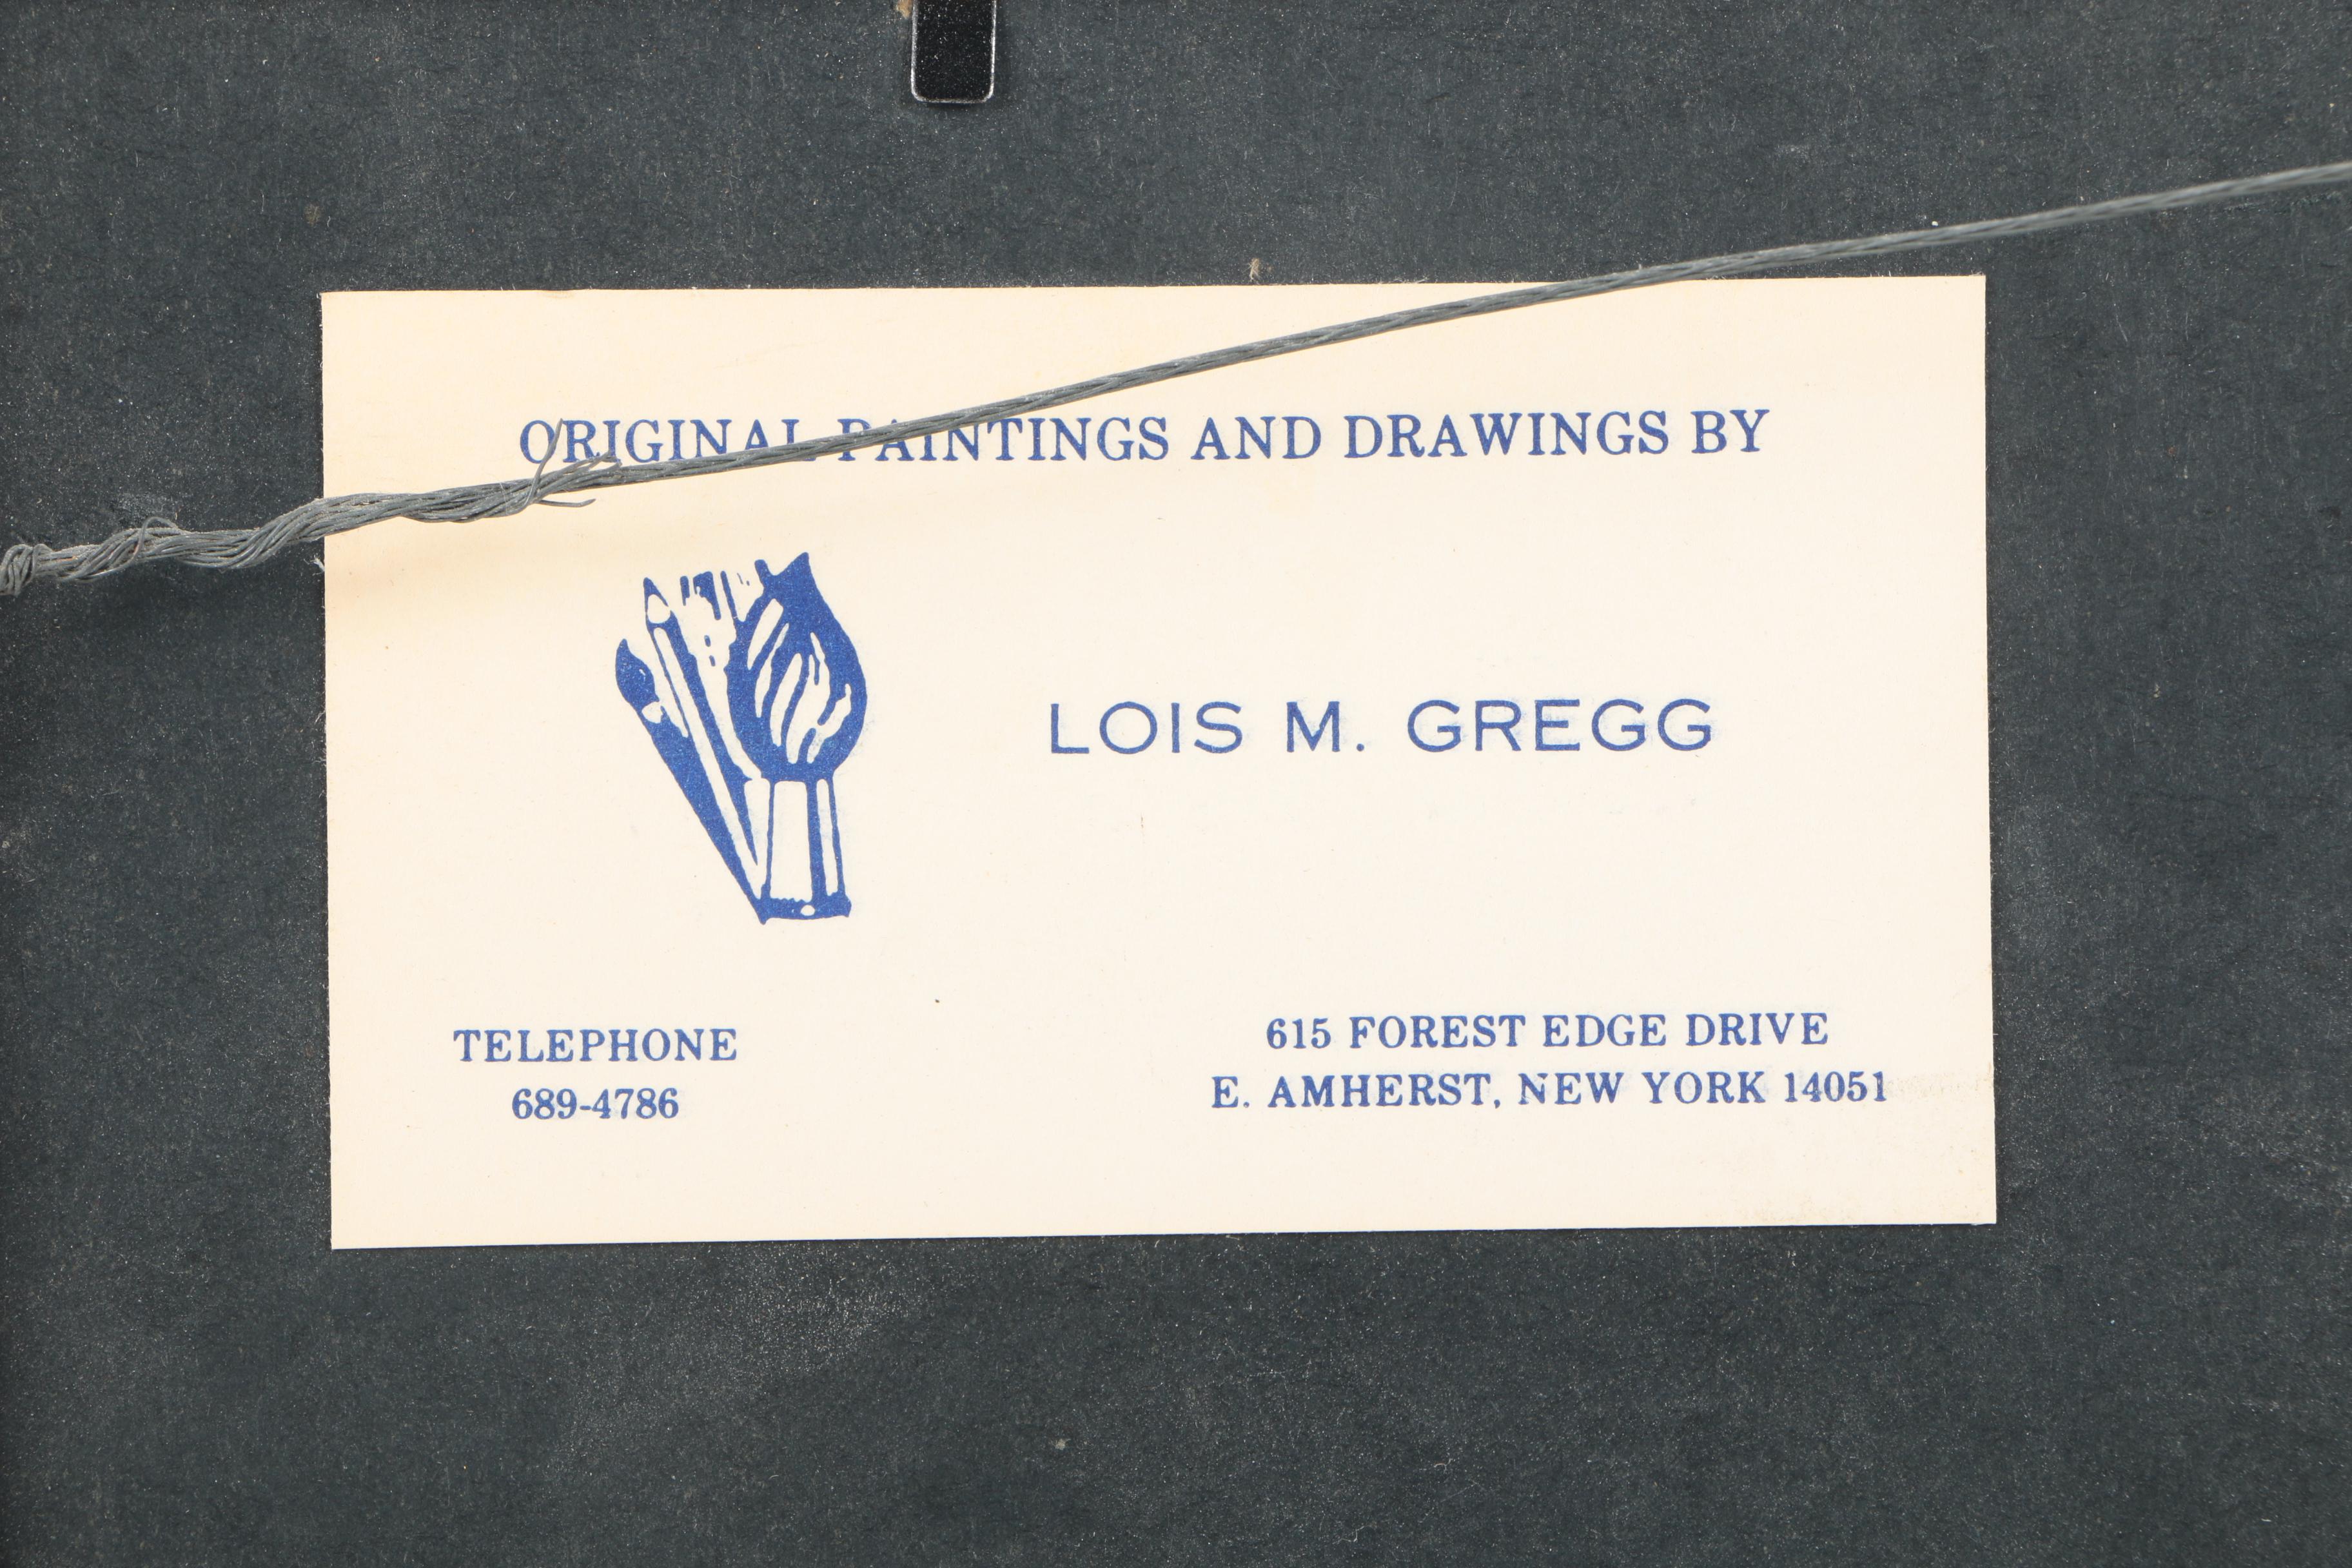 ORIGINAL PAINTINGS AND DRAWINGS BY
LOIS M. GREGG
TELEPHONE
689-4786
615 FOREST EDGE DRIVE
E. AMHERST, NEW YORK 14051